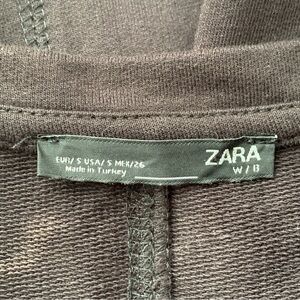 EUR/ S USA/ S MEX/26
Made in Turkey
ZARA
W / B